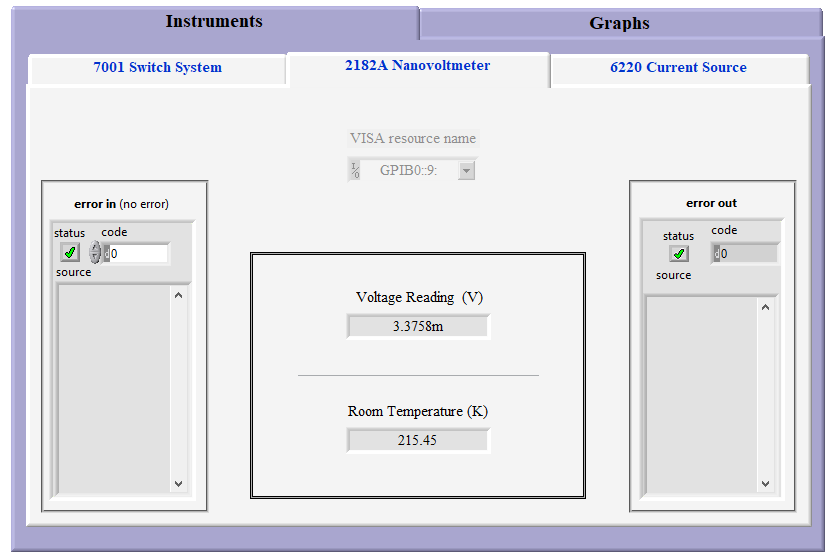 Instruments
Graphs
7001 Switch System
2182A Nanovoltmeter
6220 Current Source
VISA resource name
I/O GPIB0::9:
error in (no error)
status code
d 0
source
Voltage Reading (V)
3.3758m
Room Temperature (K)
215.45
error out
status code
d 0
source